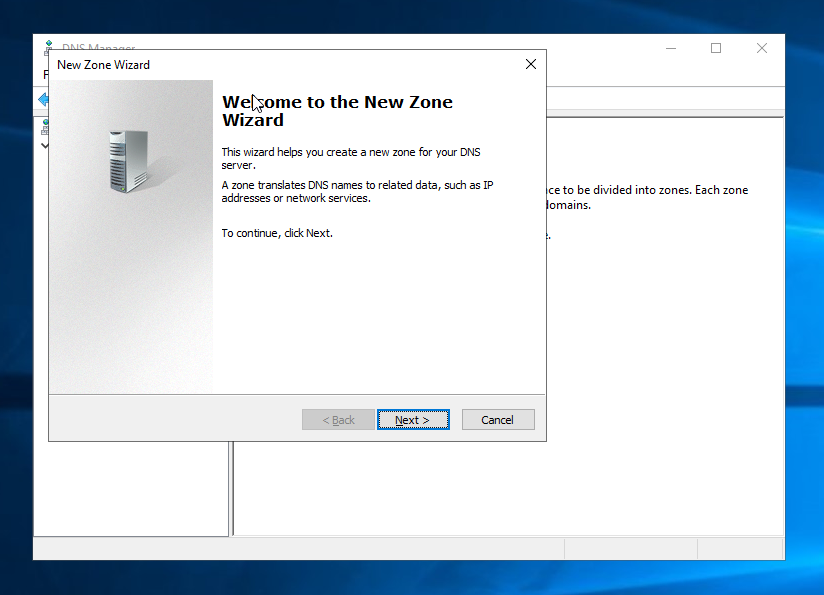 DNS Manager
New Zone Wizard
F
Welcome to the New Zone
Wizard
This wizard helps you create a new zone for your DNS
server.
A zone translates DNS names to related data, such as IP
addresses or network services.
To continue, click Next.
ce to be divided into zones. Each zone
domains.
e.
< Back
Next >
Cancel